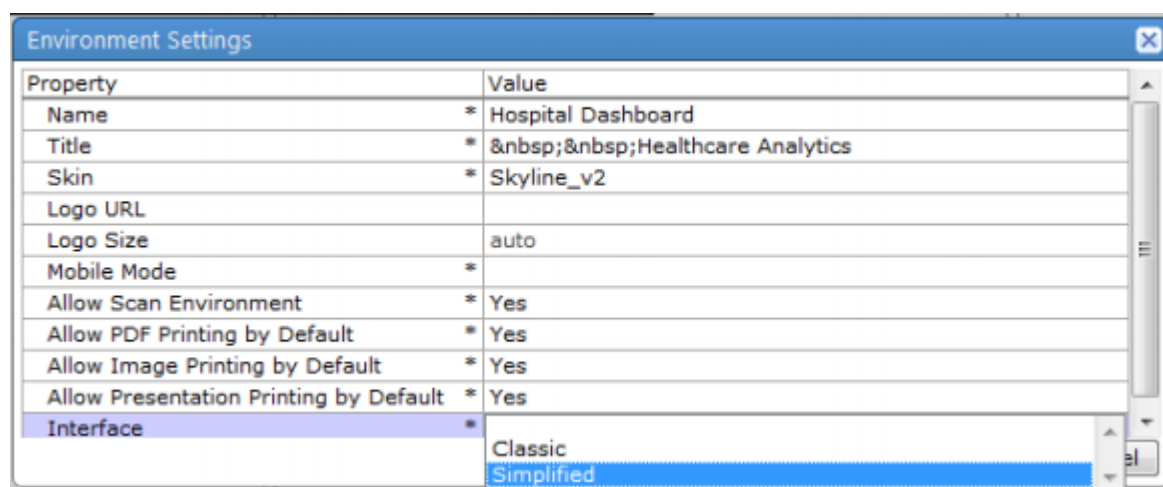 Environment Settings
Property Value
Name * Hospital Dashboard
Title * &nbsp;&nbsp;Healthcare Analytics
Skin * Skyline_v2
Logo URL
Logo Size auto
Mobile Mode *
Allow Scan Environment * Yes
Allow PDF Printing by Default * Yes
Allow Image Printing by Default * Yes
Allow Presentation Printing by Default * Yes
Interface *
Classic
el
Simplified